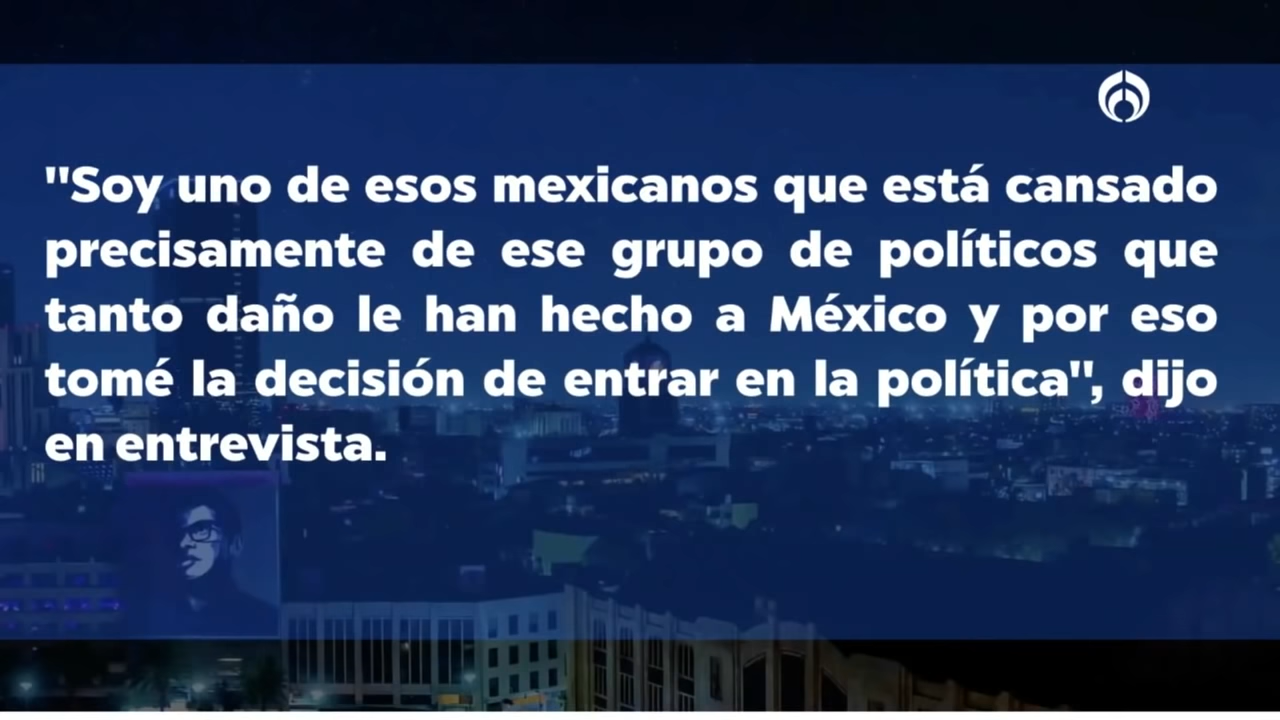 "Soy uno de esos mexicanos que está cansado
precisamente de ese grupo de políticos que
tanto daño le han hecho a México y por eso
tomé la decisión de entrar en la política", dijo
en entrevista.